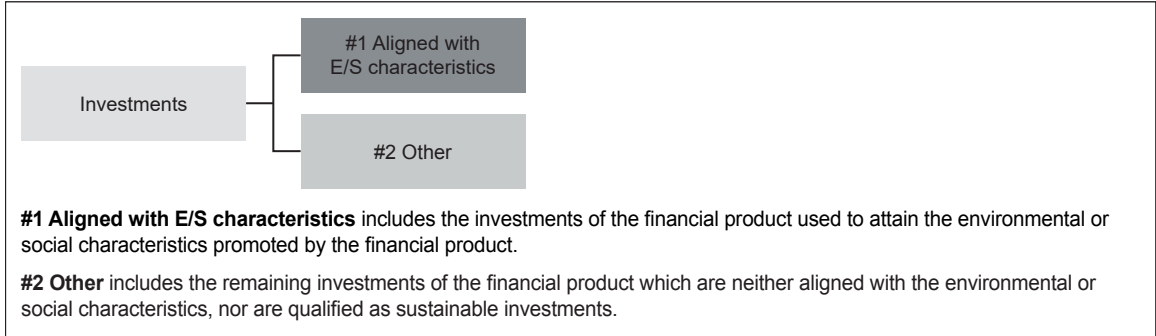 #1 Aligned with
E/S characteristics
Investments
#2 Other
#1 Aligned with E/S characteristics includes the investments of the financial product used to attain the environmental or
social characteristics promoted by the financial product.
#2 Other includes the remaining investments of the financial product which are neither aligned with the environmental or
social characteristics, nor are qualified as sustainable investments.